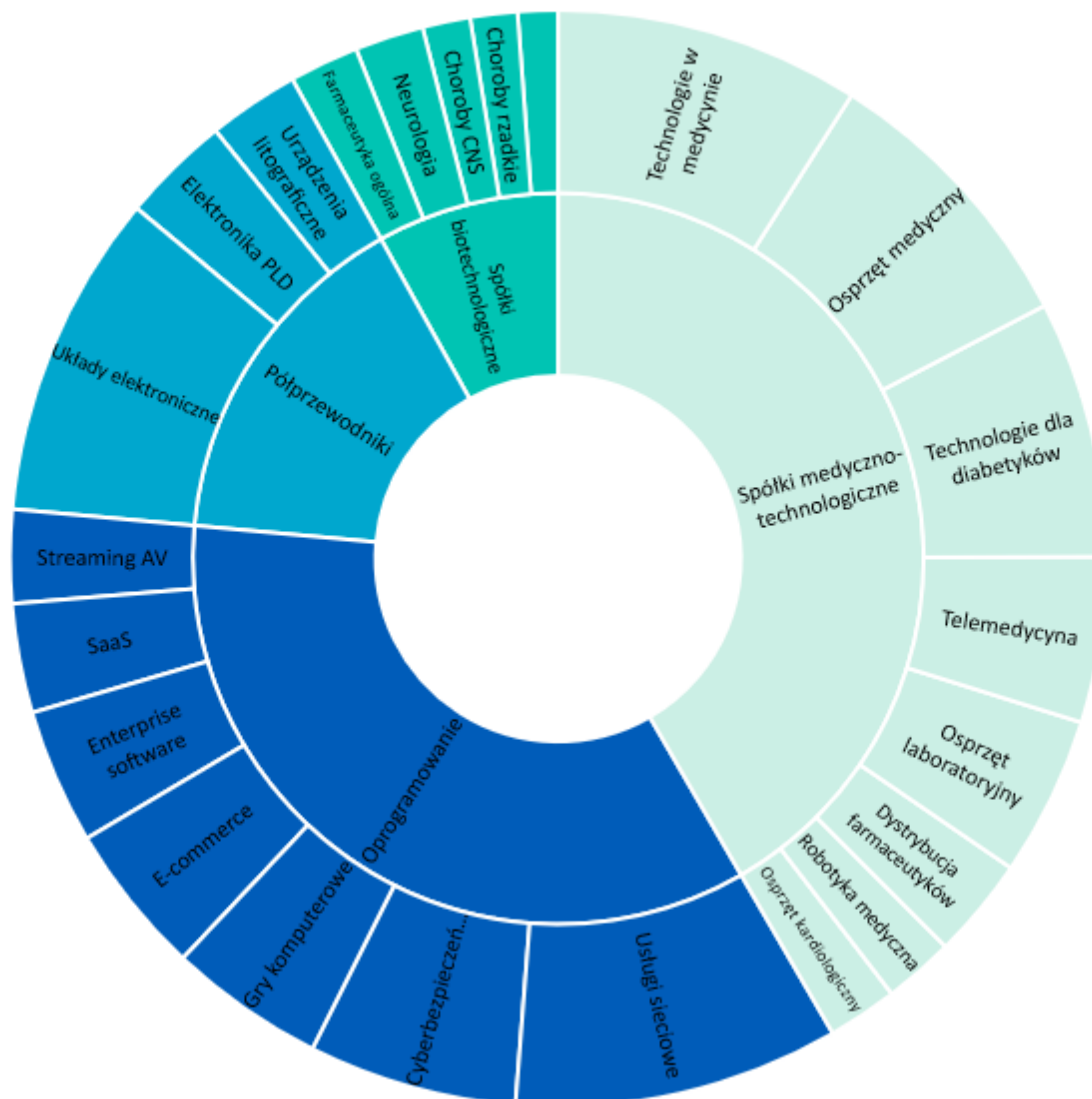 Technologie w
medycynie
Osprzęt medyczny
Technologie dla
diabetyków
Telemedycyna
Osprzęt
laboratoryjny
Dystrybucja
farmaceutyków
Robotyka medyczna
Osprzęt kardiologiczny
Spółki medyczno-
technologiczne
Usługi sieciowe
Cyberbezpieczeń...
Gry komputerowe
E-commerce
Enterprise
software
SaaS
Streaming AV
Oprogramowanie
Układy elektroniczne
Elektronika PLD
Urządzenia
litograficzne
Półprzewodniki
Farmaceutyka ogólna
Neurologia
Choroby CNS
Choroby rzadkie
Spółki
biotechnologiczne